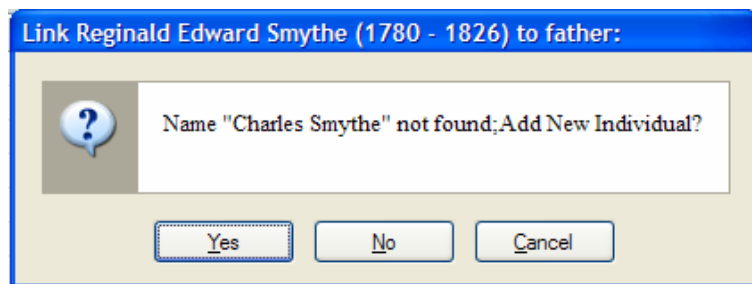 Link Reginald Edward Smythe (1780 - 1826) to father:
Name "Charles Smythe" not found;Add New Individual?
Yes No Cancel